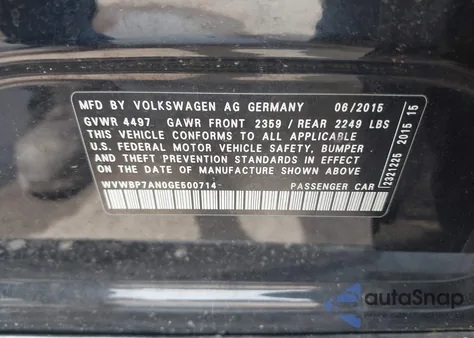 MFD BY VOLKSWAGEN AG GERMANY 06/2015
GVWR 4497 GAWR FRONT 2359 / REAR 2249 LBS
THIS VEHICLE CONFORMS TO ALL APPLICABLE
U.S. FEDERAL MOTOR VEHICLE SAFETY, BUMPER
AND THEFT PREVENTION STANDARDS IN EFFECT
ON THE DATE OF MANUFACTURE SHOWN ABOVE
WVWBP7AN0GE500714 PASSENGER CAR
2321225 2015 15
autoSnap